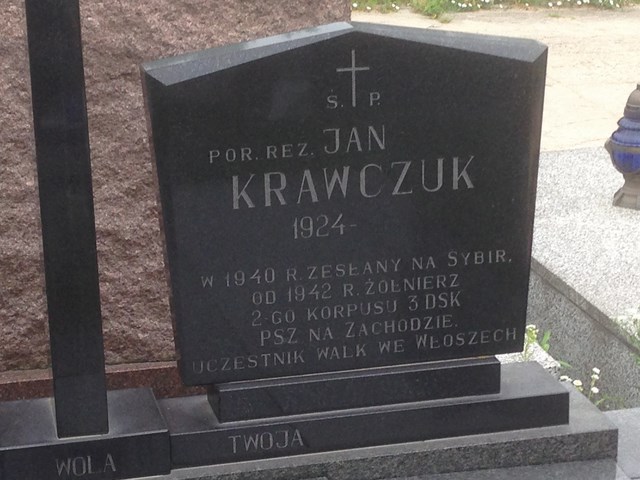 Ś. P.
POR. REZ. JAN
KRAWCZUK
1924-
W 1940 R. ZESŁANY NA SYBIR,
OD 1942 R. ŻOŁNIERZ
2-GO KORPUSU 3 DSK
PSZ NA ZACHODZIE.
UCZESTNIK WALK WE WŁOSZECH
WOLA TWOJA